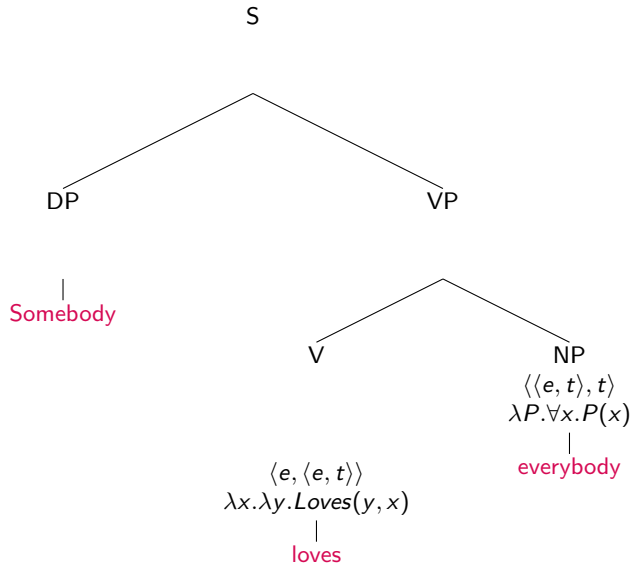 S
DP VP
Somebody
V NP
⟨⟨e, t⟩, t⟩
λP.∀x.P(x)
everybody
⟨e, ⟨e, t⟩⟩
λx.λy.Loves(y, x)
loves